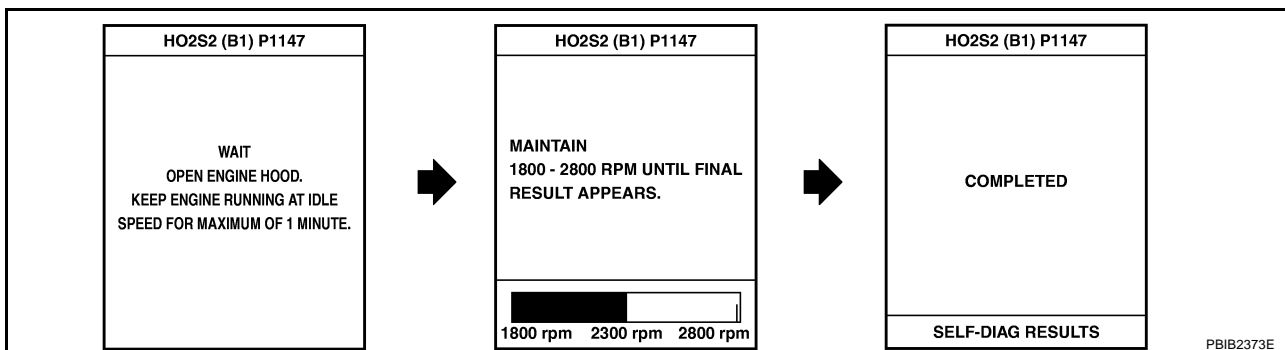 HO2S2 (B1) P1147
WAIT
OPEN ENGINE HOOD.
KEEP ENGINE RUNNING AT IDLE
SPEED FOR MAXIMUM OF 1 MINUTE.
HO2S2 (B1) P1147
MAINTAIN
1800 - 2800 RPM UNTIL FINAL
RESULT APPEARS.
1800 rpm 2300 rpm 2800 rpm
HO2S2 (B1) P1147
COMPLETED
SELF-DIAG RESULTS
PBIB2373E